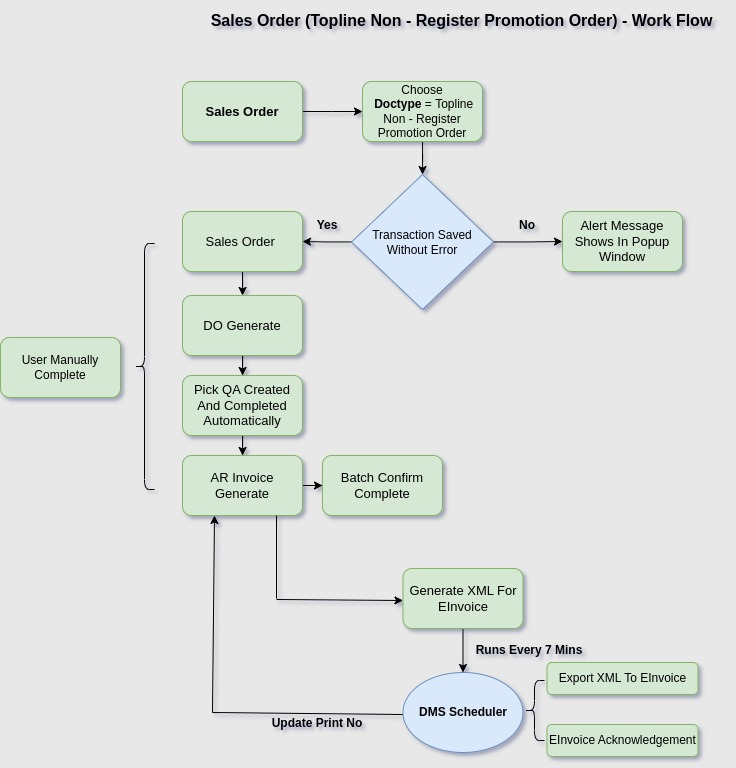 Sales Order (Topline Non - Register Promotion Order) - Work Flow
Sales Order
Choose
Doctype = Topline
Non - Register
Promotion Order
Transaction Saved
Without Error
Yes
No
Alert Message
Shows In Popup
Window
Sales Order
DO Generate
User Manually
Complete
Pick QA Created
And Completed
Automatically
AR Invoice
Generate
Batch Confirm
Complete
Generate XML For
EInvoice
Runs Every 7 Mins
DMS Scheduler
Export XML To EInvoice
EInvoice Acknowledgement
Update Print No